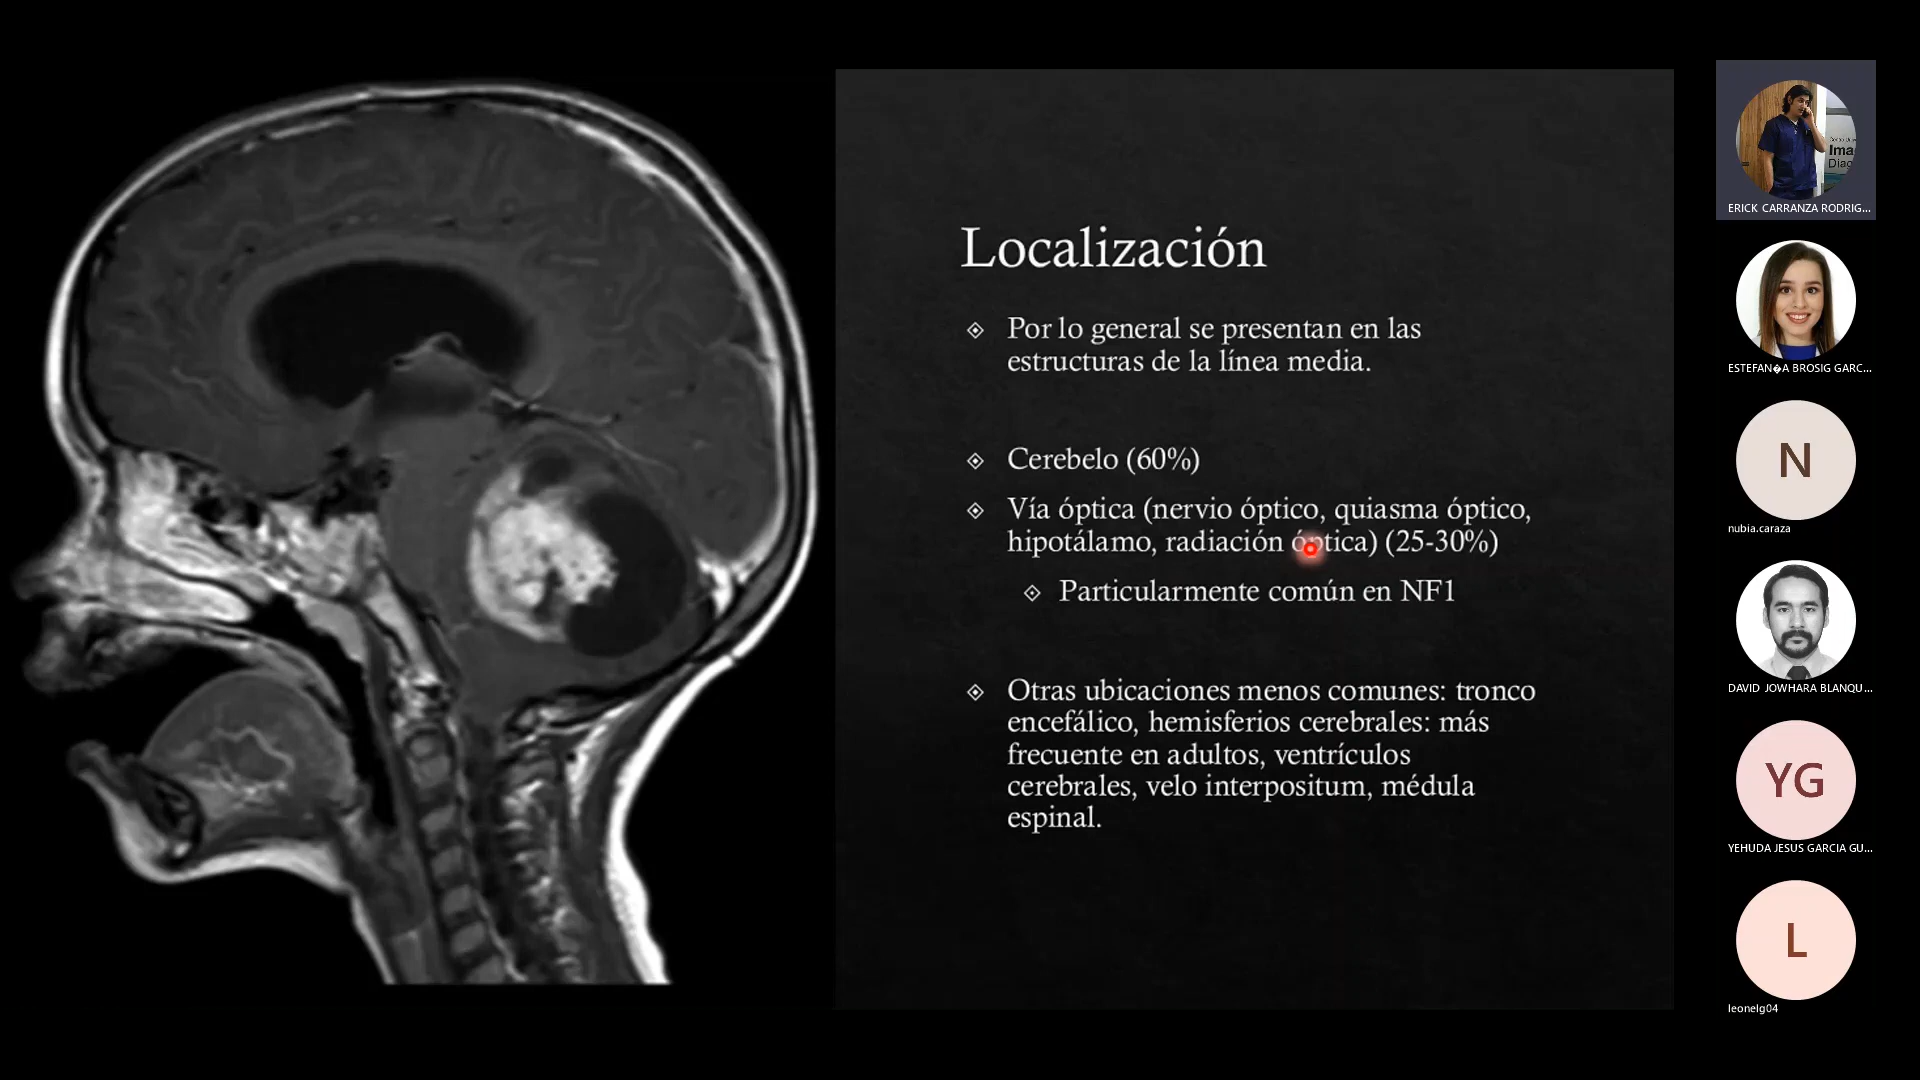 Localización
Por lo general se presentan en las
estructuras de la línea media.
Cerebelo (60%)
Vía óptica (nervio óptico, quiasma óptico,
hipotálamo, radiación óptica) (25-30%)
Particularmente común en NF1
Otras ubicaciones menos comunes: tronco
encefálico, hemisferios cerebrales: más
frecuente en adultos, ventrículos
cerebrales, velo interpositum, médula
espinal.
Ima
Diag
ERICK CARRANZA RODRIG...
ESTEFAN�A BROSIG GARC...
N
nubia.caraza
DAVID JOWHARA BLANQU...
YG
YEHUDA JESUS GARCIA GU...
L
leonelg04